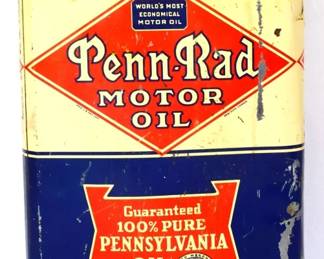 WORLD'S MOST
ECONOMICAL
MOTOR OIL
Penn-Rad
MOTOR
OIL
Guaranteed
100% PURE
PENNSYLVANIA